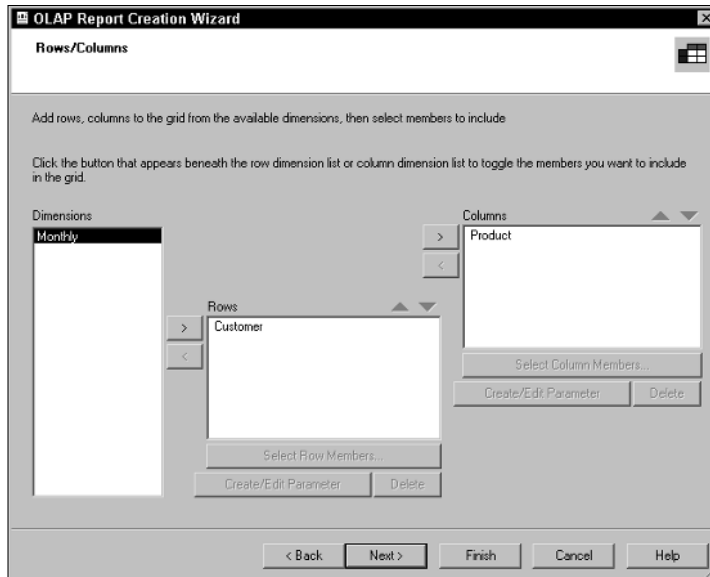 OLAP Report Creation Wizard
Rows/Columns
Add rows, columns to the grid from the available dimensions, then select members to include
Click the button that appears beneath the row dimension list or column dimension list to toggle the members you want to include
in the grid.
Dimensions
Monthly
Columns
>
<
Product
Rows
>
<
Customer
Select Column Members...
Create/Edit Parameter
Delete
Select Row Members...
Create/Edit Parameter
Delete
< Back
Next >
Finish
Cancel
Help